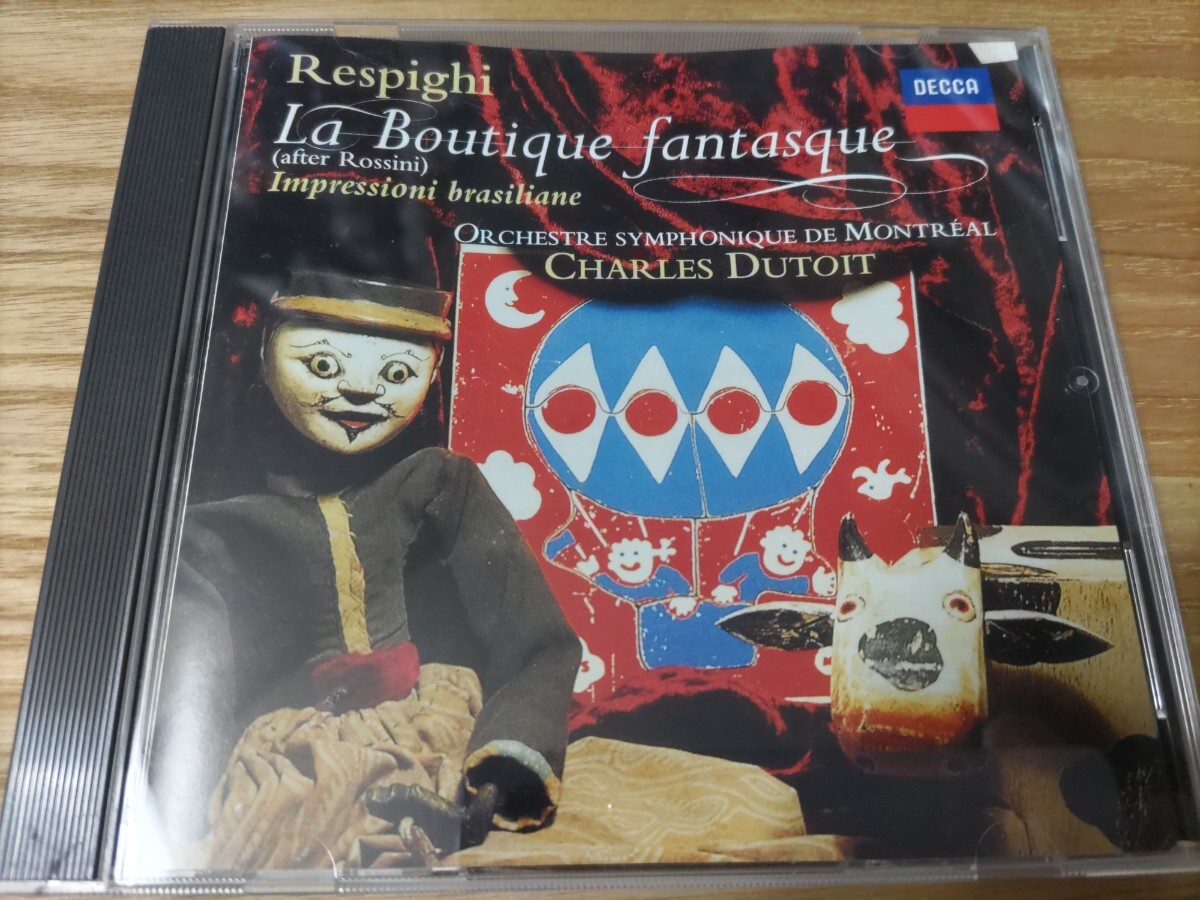 Respighi
DECCA
La Boutique fantasque
(after Rossini)
Impressioni brasiliane
ORCHESTRE SYMPHONIQUE DE MONTRÉAL
CHARLES DUTOIT